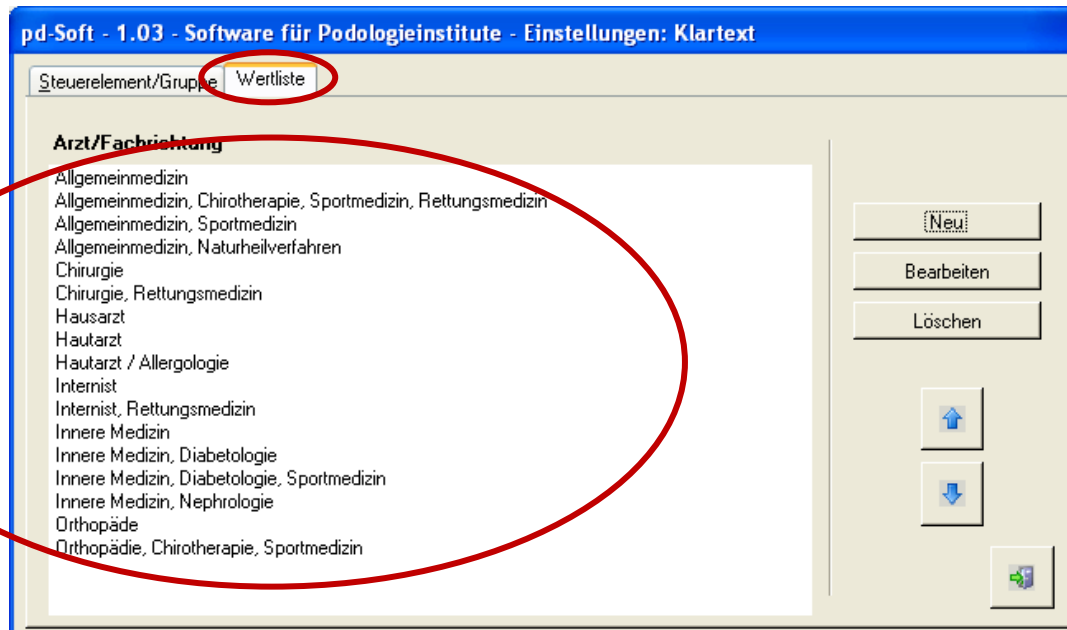 pd-Soft - 1.03 - Software für Podologieinstitute - Einstellungen: Klartext
Steuerelement/Gruppe
Wertliste
Arzt/Fachrichtung
Allgemeinmedizin
Allgemeinmedizin, Chirotherapie, Sportmedizin, Rettungsmedizin
Allgemeinmedizin, Sportmedizin
Allgemeinmedizin, Naturheilverfahren
Chirurgie
Chirurgie, Rettungsmedizin
Hausarzt
Hautarzt
Hautarzt / Allergologie
Internist
Internist, Rettungsmedizin
Innere Medizin
Innere Medizin, Diabetologie
Innere Medizin, Diabetologie, Sportmedizin
Innere Medizin, Nephrologie
Orthopäde
Orthopädie, Chirotherapie, Sportmedizin
Neu
Bearbeiten
Löschen